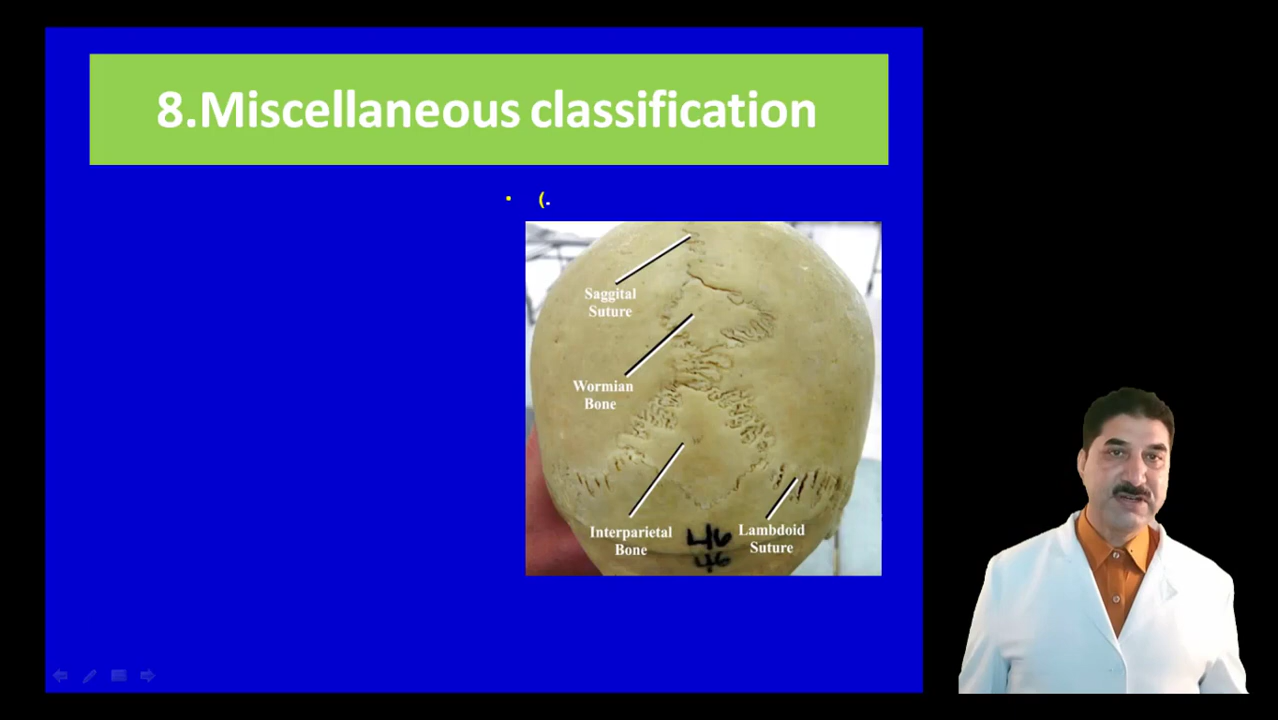 8.Miscellaneous classification
• (.
Saggital
Suture
Wormian
Bone
Interparietal
Bone
Lambdoid
Suture
46
46